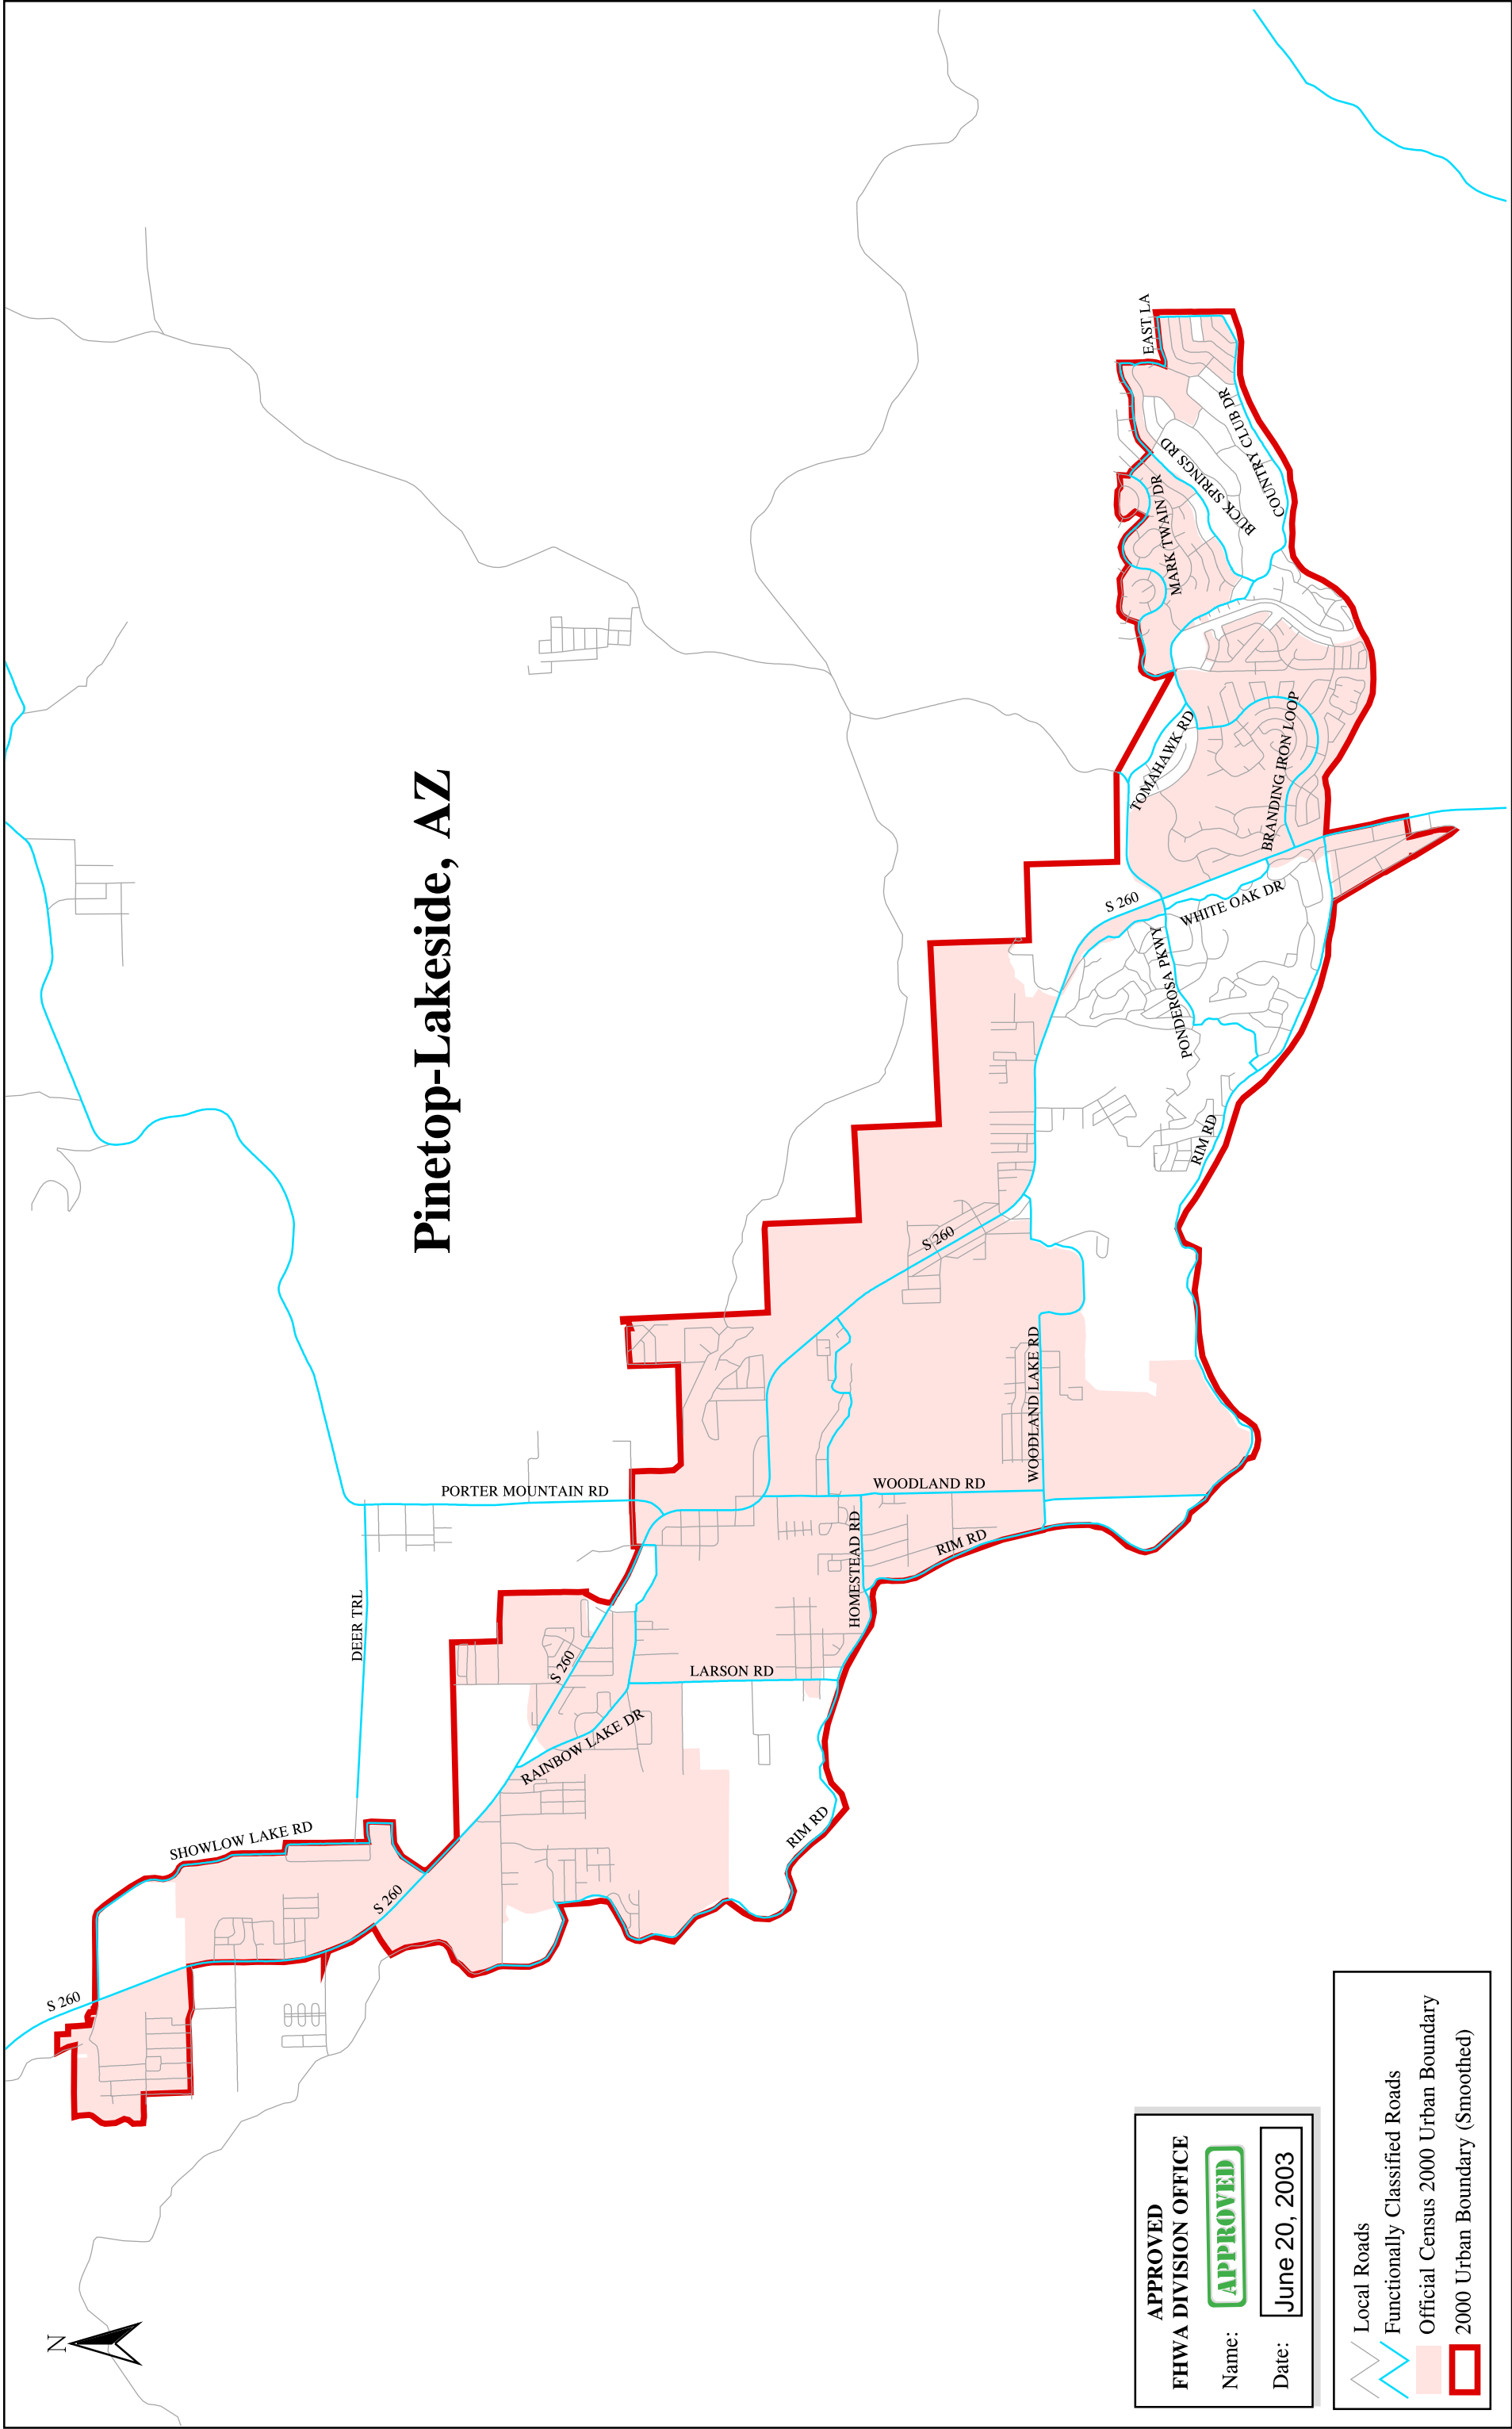 Pinetop-Lakeside, AZ
N
S 260
SHOWLOW LAKE RD
S 260
DEER TRL
PORTER MOUNTAIN RD
S 260
RAINBOW LAKE DR
LARSON RD
RIM RD
HOMESTEAD RD
WOODLAND RD
RIM RD
WOODLAND LAKE RD
S 260
RIM RD
PONDEROSA PKWY
S 260
WHITE OAK DR
TOMAHAWK RD
BRANDING IRON LOOP
MARK TWAIN DR
BUCK SPRINGS RD
COUNTRY CLUB DR
EAST LA
APPROVED
FHWA DIVISION OFFICE
Name: APPROVED
Date: June 20, 2003
Local Roads
Functionally Classified Roads
Official Census 2000 Urban Boundary
2000 Urban Boundary (Smoothed)